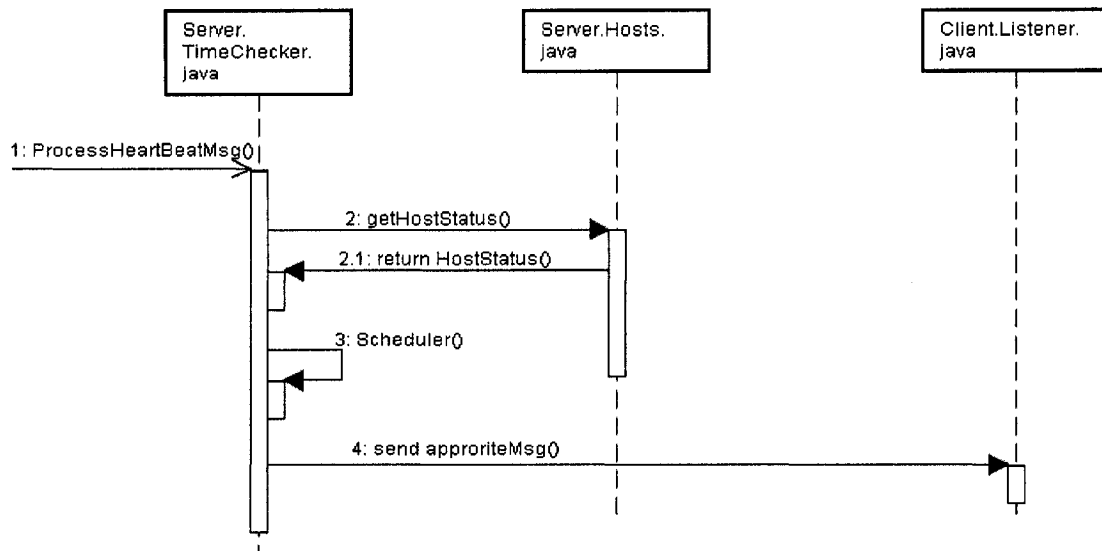 Server.
TimeChecker.
java
Server.Hosts.
java
Client.Listener.
java
1: ProcessHeartBeatMsg()
2: getHostStatus()
2.1: return HostStatus()
3: Scheduler()
4: send approriteMsg()